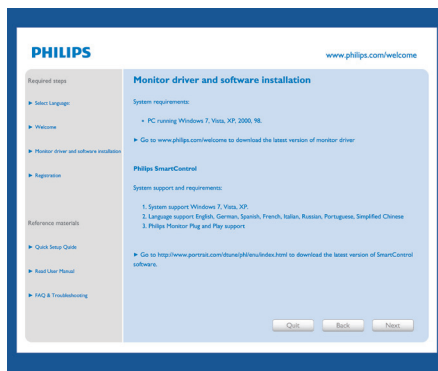 PHILIPS
www.philips.com/welcome
Required steps
Select Language:
Welcome
Monitor driver and software installation
Registration
Reference materials
Quick Setup Quide
Read User Manual
FAQ & Troubleshooting
Monitor driver and software installation
System requirements:
• PC running Windows 7, Vista, XP, 2000, 98.
Go to www.philips.com/welcome to download the latest version of monitor driver
Philips SmartControl
System support and requirements:
1. System support Windows 7, Vista, XP.
2. Language support English, German, Spanish, French, Italian, Russian, Portuguese, Simplified Chinese
3. Philips Monitor Plug and Play support
Go to http://www.portrait.com/dtune/phl/enu/index.html to download the latest version of SmartControl
software.
Quit
Back
Next